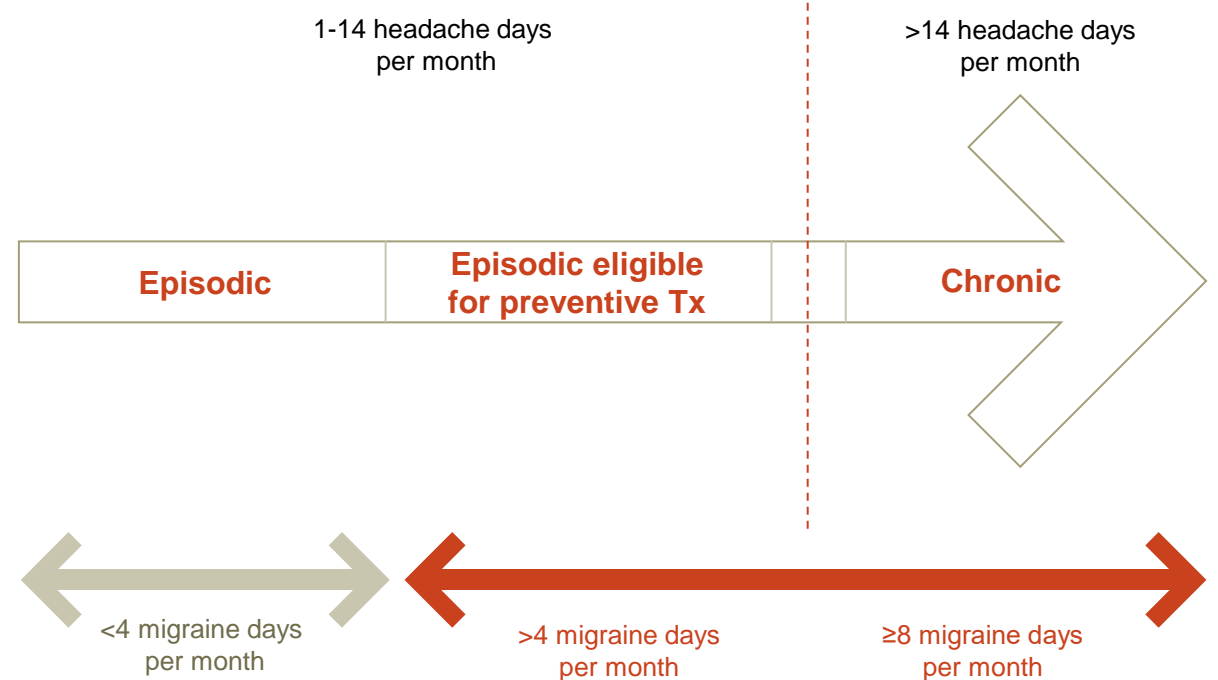 1-14 headache days
per month
>14 headache days
per month
Episodic
Episodic eligible
for preventive Tx
Chronic
<4 migraine days
per month
>4 migraine days
per month
≥8 migraine days
per month